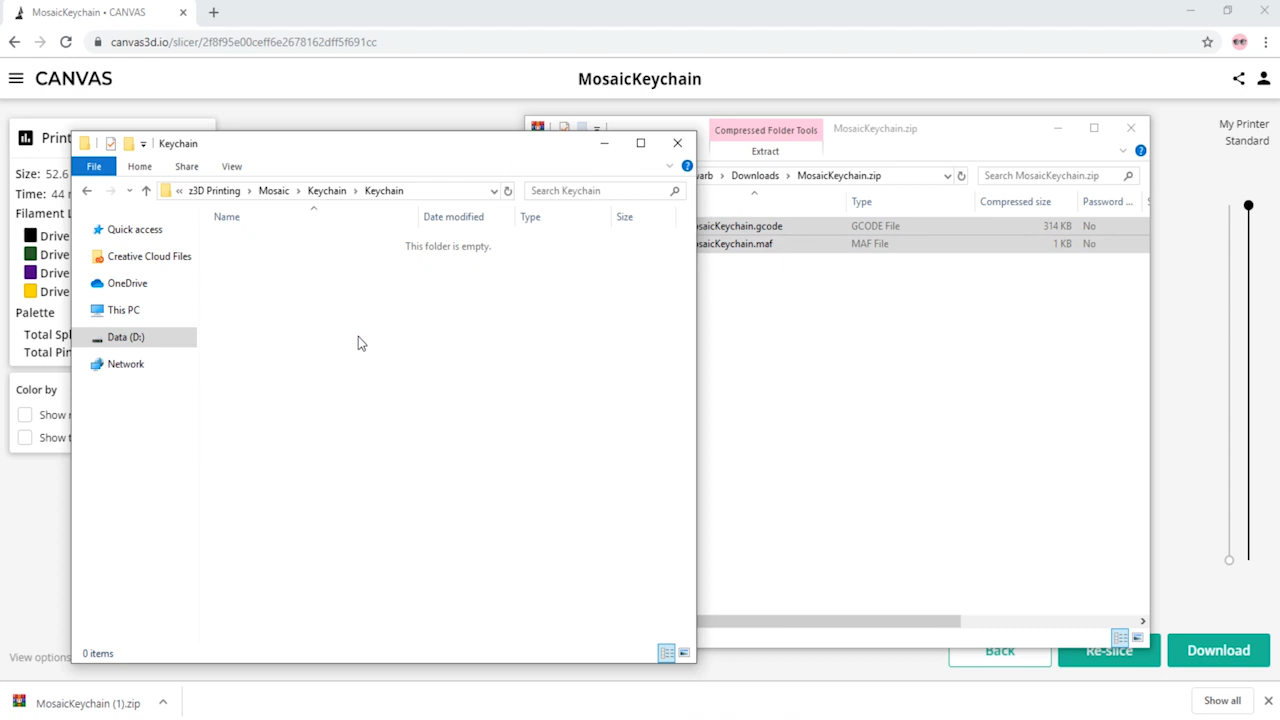 MosaicKeychain • CANVAS
canvas3d.io/slicer/2f8f95e00ceff6e2678162dff5f691cc
CANVAS
MosaicKeychain
My Printer
Standard
Print
Size: 52.6
Time: 44
Filament
Drive
Drive
Drive
Drive
Palette
Total
Total
Color by
Show
Show
View options
Keychain
File Home Share View
« z3D Printing › Mosaic › Keychain › Keychain
Search Keychain
Name Date modified Type Size
This folder is empty.
Quick access
Creative Cloud Files
OneDrive
This PC
Data (D:)
Network
0 items
Compressed Folder Tools MosaicKeychain.zip
Extract
arb › Downloads › MosaicKeychain.zip
Search MosaicKeychain.zip
Type Compressed size Password ...
saicKeychain.gcode GCODE File 314 KB No
saicKeychain.maf MAF File 1 KB No
Back Re-slice Download
MosaicKeychain (1).zip
Show all